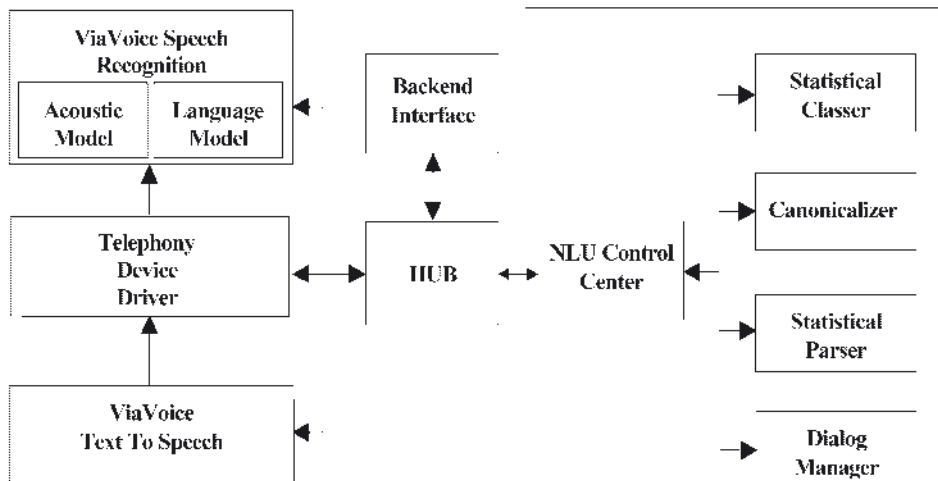 ViaVoice Speech
Recognition
Acoustic
Model
Language
Model
Backend
Interface
Statistical
Classer
Telephony
Device
Driver
HUB
NLU Control
Center
Canonicalizer
Statistical
Parser
ViaVoice
Text To Speech
Dialog
Manager